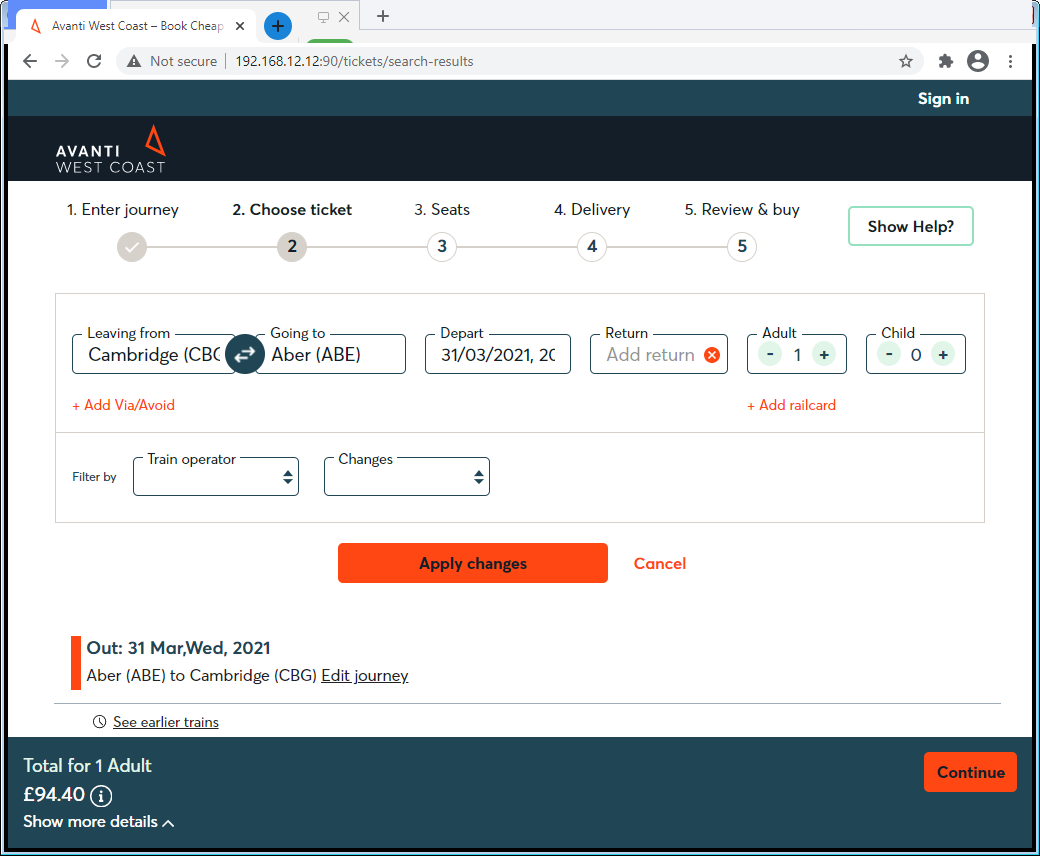 Avanti West Coast – Book Cheap
Not secure 192.168.12.12:90/tickets/search-results
Sign in
AVANTI
WEST COAST
1. Enter journey 2. Choose ticket 3. Seats 4. Delivery 5. Review & buy
2 3 4 5
Show Help?
Leaving from Going to Depart Return Adult Child
Cambridge (CBG Aber (ABE) 31/03/2021, 20 Add return - 1 + - 0 +
+ Add Via/Avoid + Add railcard
Train operator Changes
Filter by
Apply changes Cancel
Out: 31 Mar,Wed, 2021
Aber (ABE) to Cambridge (CBG) Edit journey
See earlier trains
Total for 1 Adult
£94.40
Show more details
Continue